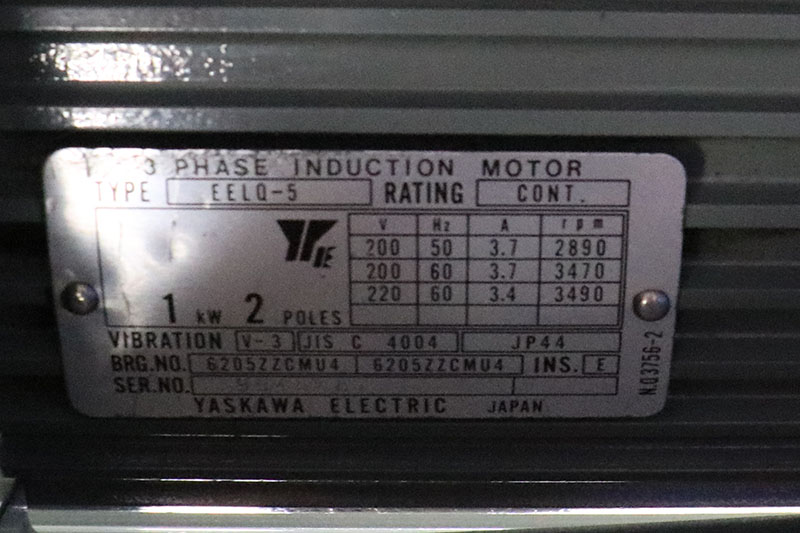 3 PHASE INDUCTION MOTOR
TYPE EELQ-5 RATING CONT.
V Hz A rpm
200 50 3.7 2890
200 60 3.7 3470
220 60 3.4 3490
1 kW 2 POLES
VIBRATION V-3 JIS C 4004 JP44
BRG.NO. 6205ZZCMU4 6205ZZCMU4 INS. E
SER.NO.
YASKAWA ELECTRIC JAPAN
N.Q3756-2